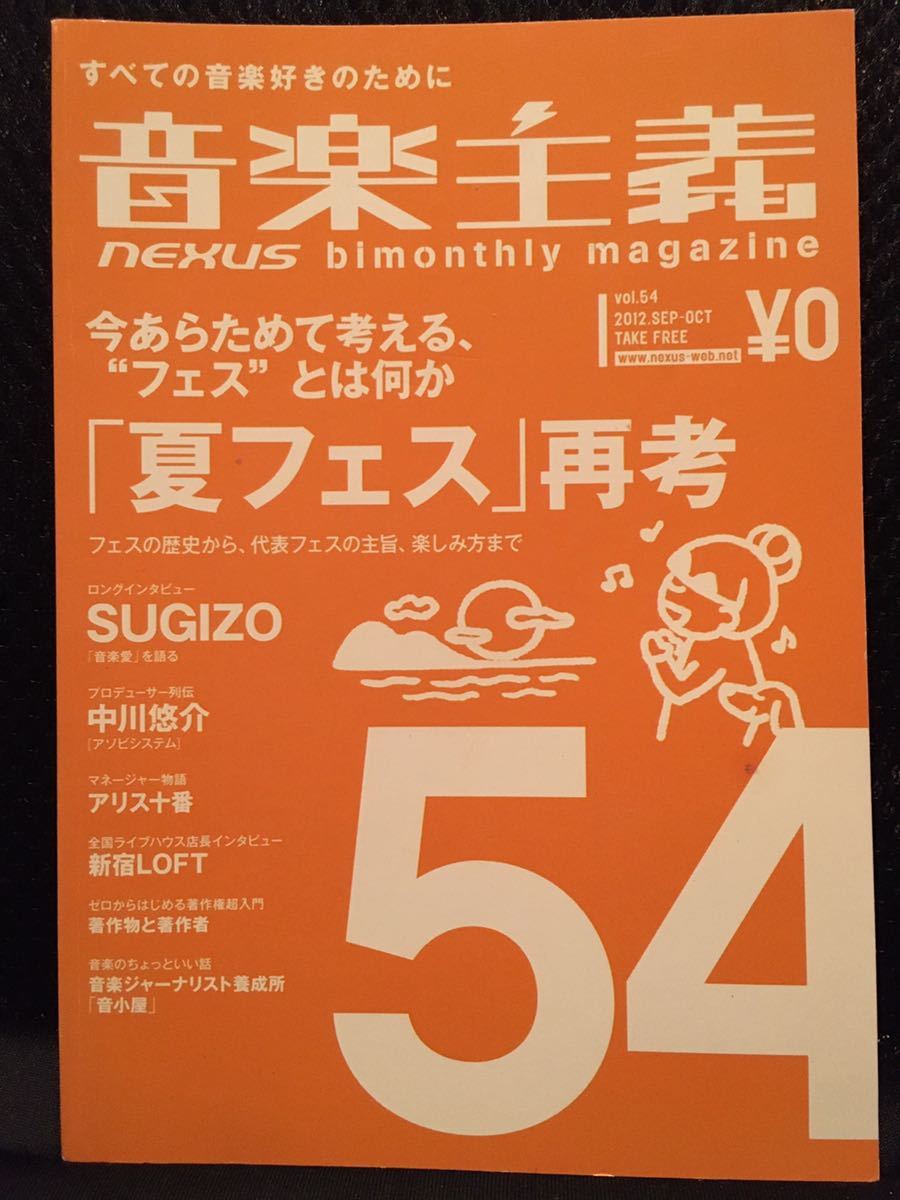 すべての音楽好きのために
音楽主義
nexus bimonthly magazine
vol.54
2012.SEP-OCT
TAKE FREE
www.nexus-web.net
¥0
今あらためて考える、
“フェス”とは何か
「夏フェス」再考
フェスの歴史から、代表フェスの主旨、楽しみ方まで
ロングインタビュー
SUGIZO
「音楽愛」を語る
プロデューサー列伝
中川悠介
[アソビシステム]
マネージャー物語
アリス十番
全国ライブハウス店長インタビュー
新宿LOFT
ゼロからはじめる著作権超入門
著作物と著作者
音楽のちょっといい話
音楽ジャーナリスト養成所
「音小屋」
54